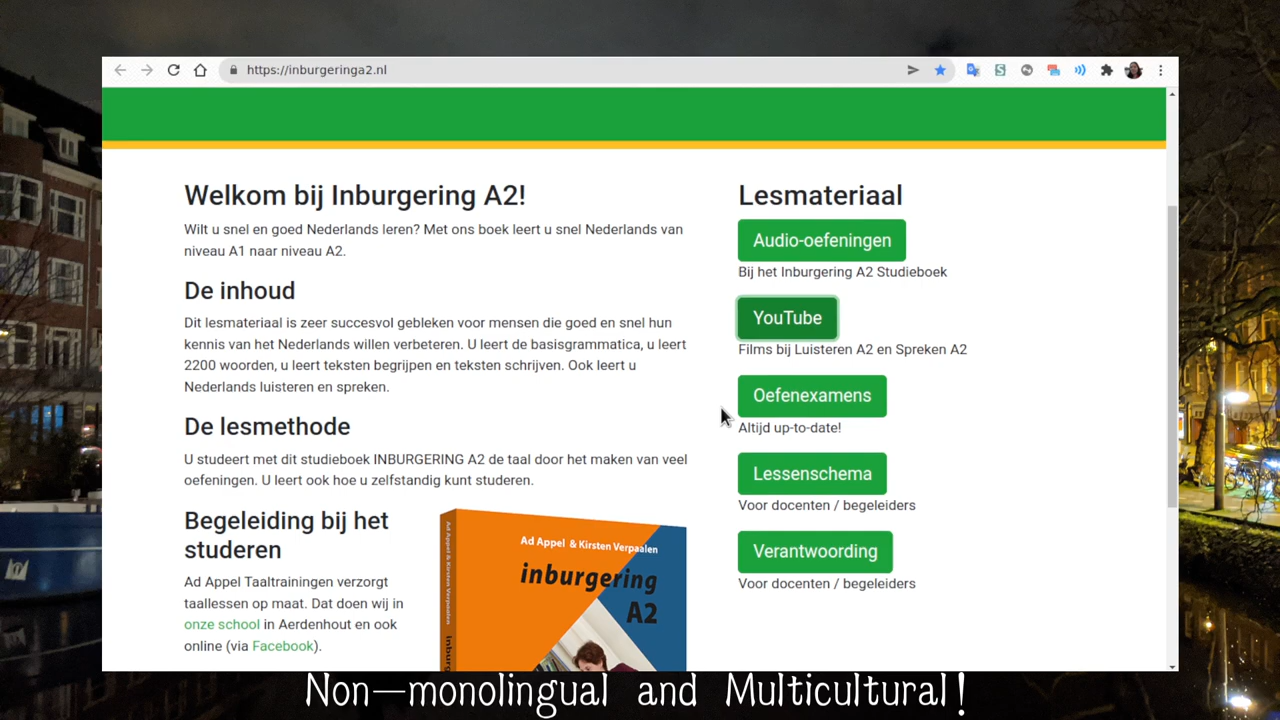 https://inburgeringa2.nl
Welkom bij Inburgering A2!
Wilt u snel en goed Nederlands leren? Met ons boek leert u snel Nederlands van
niveau A1 naar niveau A2.
De inhoud
Dit lesmateriaal is zeer succesvol gebleken voor mensen die goed en snel hun
kennis van het Nederlands willen verbeteren. U leert de basisgrammatica, u leert
2200 woorden, u leert teksten begrijpen en teksten schrijven. Ook leert u
Nederlands luisteren en spreken.
De lesmethode
U studeert met dit studieboek INBURGERING A2 de taal door het maken van veel
oefeningen. U leert ook hoe u zelfstandig kunt studeren.
Begeleiding bij het
studeren
Ad Appel Taaltrainingen verzorgt
taallessen op maat. Dat doen wij in
onze school in Aerdenhout en ook
online (via Facebook).
Ad Appel & Kirsten Verpaalen
inburgering
A2
Ad Appel & Kirsten Verpaalen
Lesmateriaal
Audio-oefeningen
Bij het Inburgering A2 Studieboek
YouTube
Films bij Luisteren A2 en Spreken A2
Oefenexamens
Altijd up-to-date!
Lessenschema
Voor docenten / begeleiders
Verantwoording
Voor docenten / begeleiders
Non-monolingual and Multicultural!